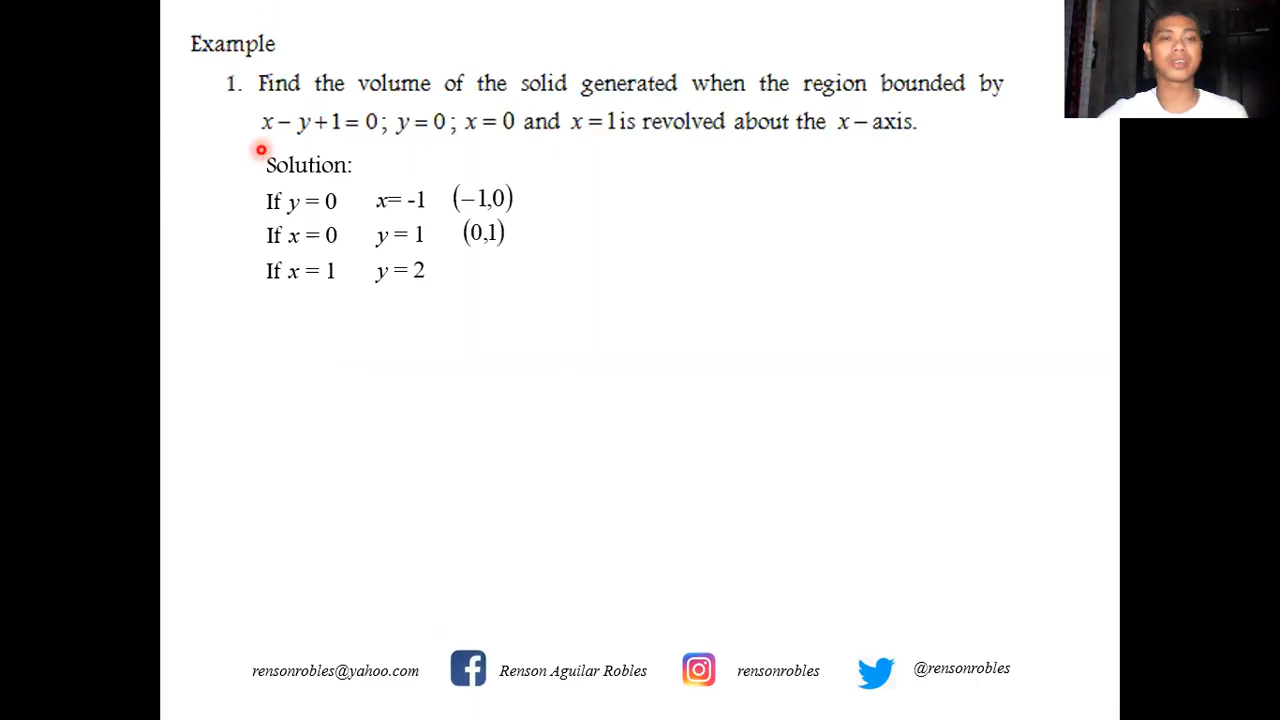 Example
1. Find the volume of the solid generated when the region bounded by
x − y + 1 = 0; y = 0; x = 0 and x = 1 is revolved about the x − axis.
Solution:
If y = 0 x= -1 (−1,0)
If x = 0 y = 1 (0,1)
If x = 1 y = 2
rensonrobles@yahoo.com Renson Aguilar Robles rensonrobles @rensonrobles